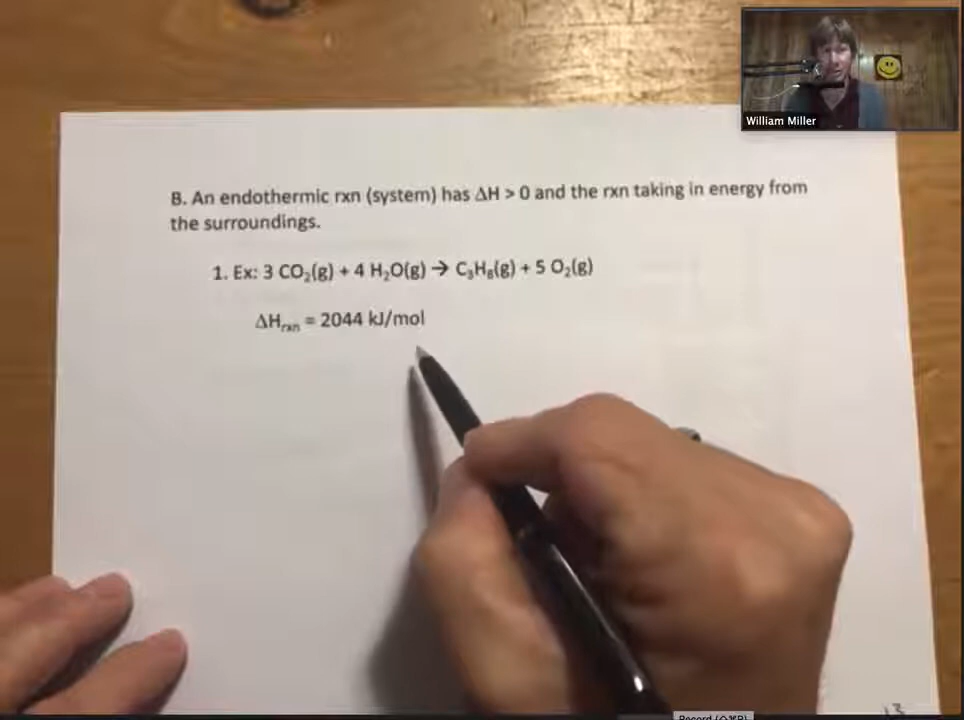 William Miller
B. An endothermic rxn (system) has ΔH > 0 and the rxn taking in energy from
the surroundings.
1. Ex: 3 CO₂(g) + 4 H₂O(g) → C₃H₈(g) + 5 O₂(g)
ΔHᵣₓₙ = 2044 kJ/mol
13